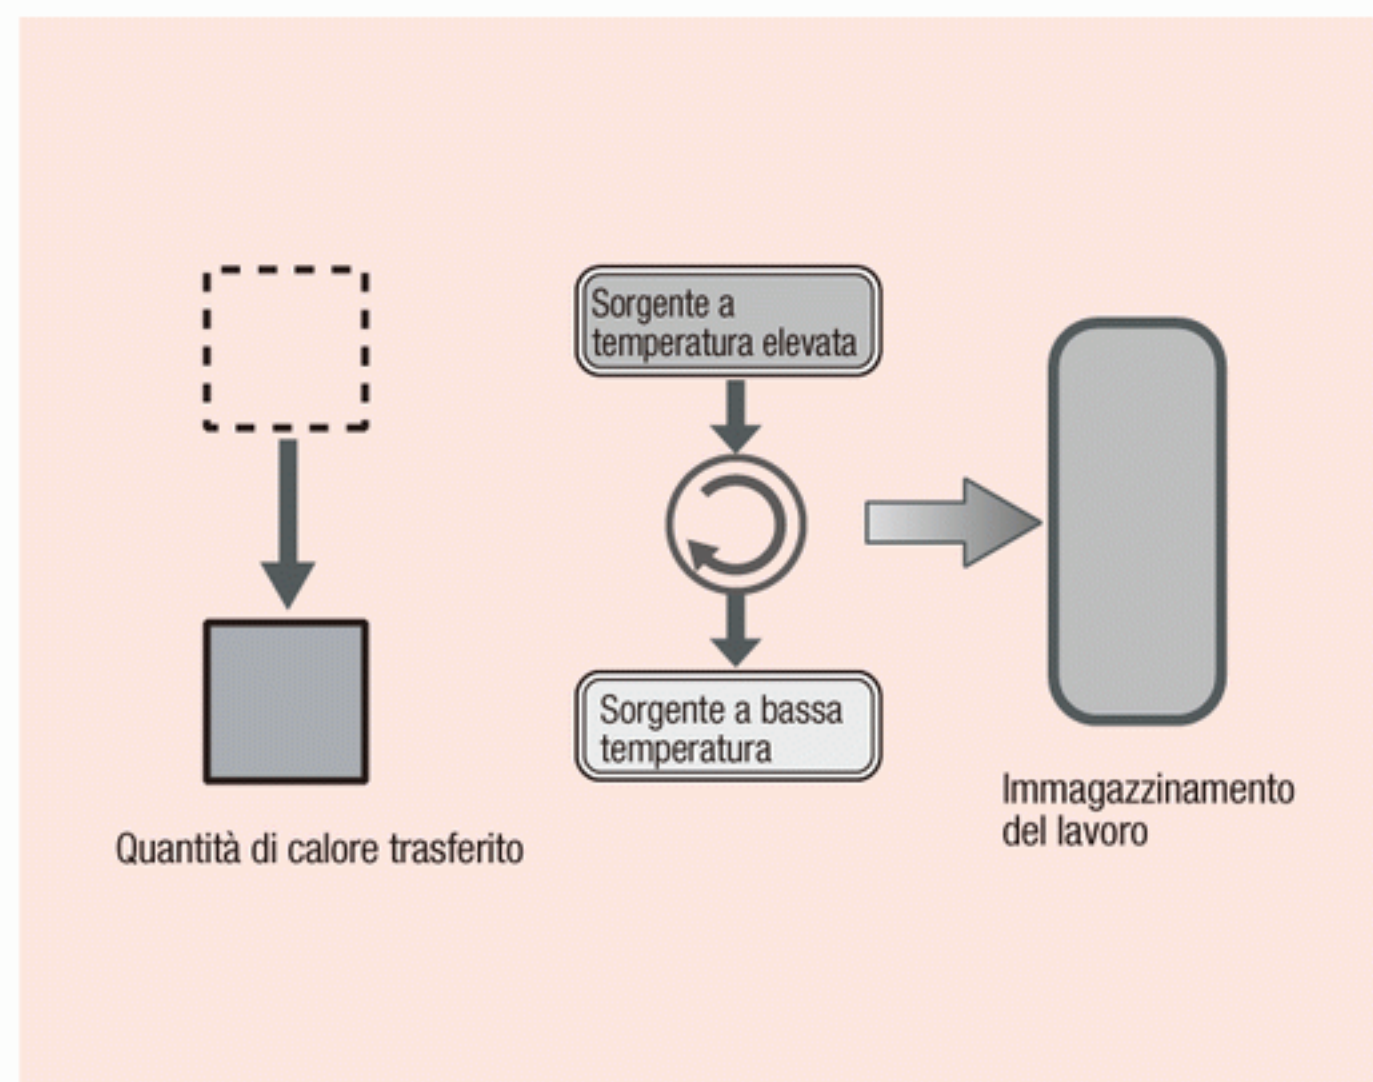 Sorgente a
temperatura elevata
Sorgente a bassa
temperatura
Quantità di calore trasferito
Immagazzinamento
del lavoro